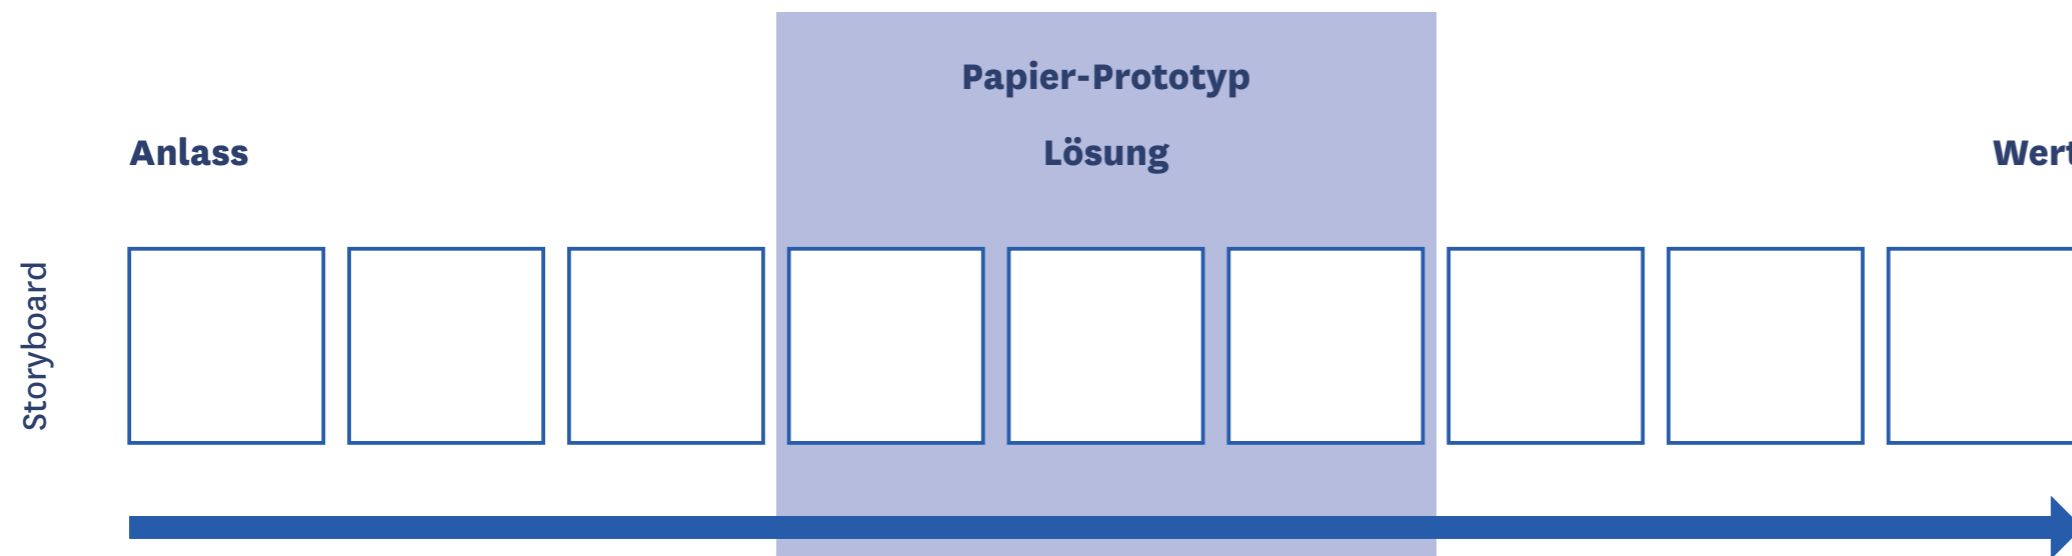 Papier-Prototyp
Anlass
Lösung
Wert
Storyboard